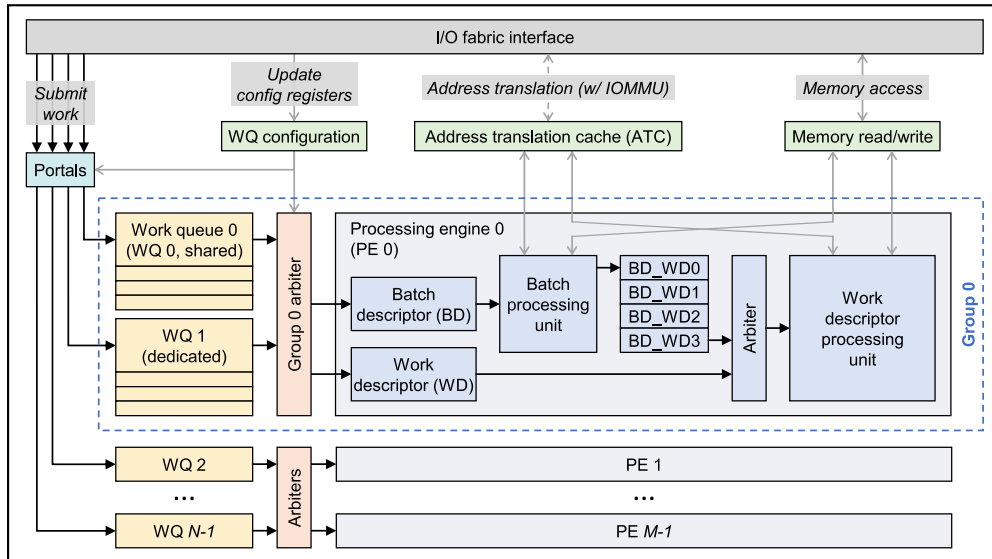 I/O fabric interface
Submit
work
Update
config registers
Address translation (w/ IOMMU)
Memory access
WQ configuration
Address translation cache (ATC)
Memory read/write
Portals
Work queue 0
(WQ 0, shared)
WQ 1
(dedicated)
Group 0 arbiter
Processing engine 0
(PE 0)
Batch
descriptor (BD)
Work
descriptor (WD)
Batch
processing
unit
BD_WD0
BD_WD1
BD_WD2
BD_WD3
Arbiter
Work
descriptor
processing
unit
Group 0
WQ 2
...
WQ N-1
Arbiters
PE 1
...
PE M-1